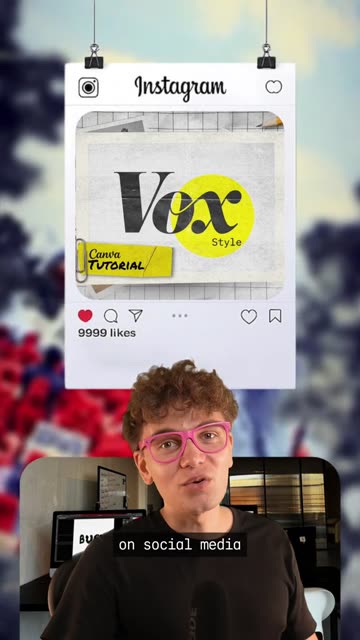 Instagram
Vox
Style
Canva
TUTORIAL
9999 likes
on social media